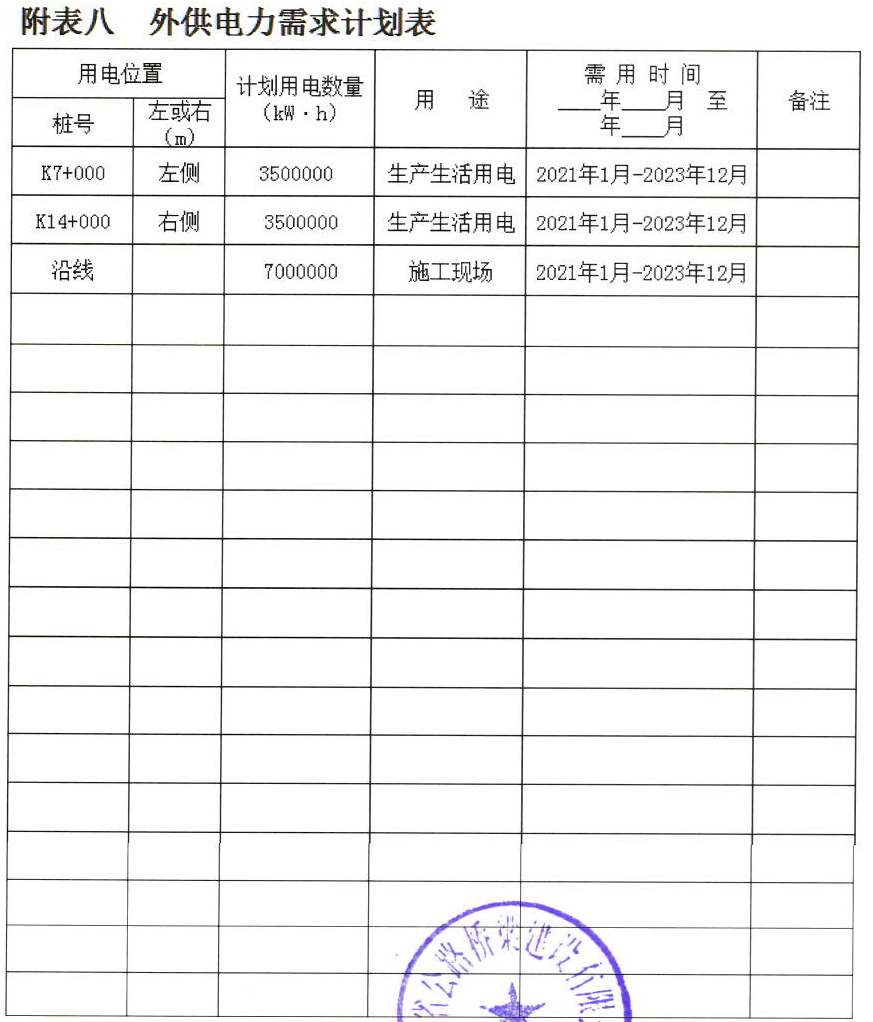 附表八 外供电力需求计划表
用电位置
计划用电数量
(kW·h)
用 途
需 用 时 间
____年____月 至
年____月
备注
桩号
左或右
(m)
K7+000 左侧 3500000 生产生活用电 2021年1月-2023年12月
K14+000 右侧 3500000 生产生活用电 2021年1月-2023年12月
沿线 7000000 施工现场 2021年1月-2023年12月
公路桥梁建设有限